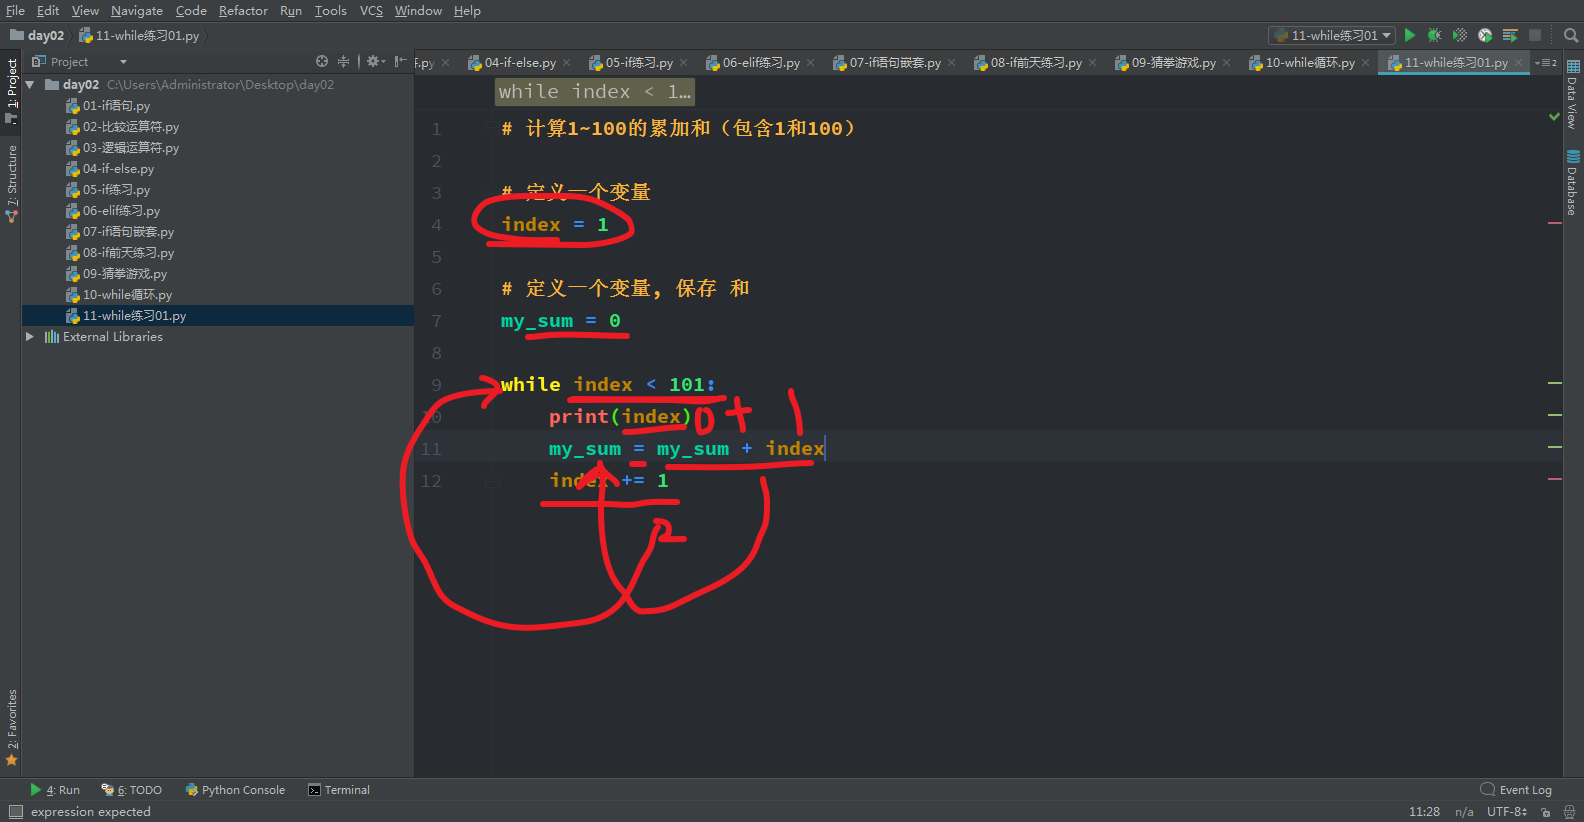 File Edit View Navigate Code Refactor Run Tools VCS Window Help
day02 11-while练习01.py 11-while练习01
Project 04-if-else.py 05-if练习.py 06-elif练习.py 07-if语句嵌套.py 08-if前天练习.py 09-猜拳游戏.py 10-while循环.py 11-while练习01.py
day02 C:\Users\Administrator\Desktop\day02
01-if语句.py
02-比较运算符.py
03-逻辑运算符.py
04-if-else.py
05-if练习.py
06-elif练习.py
07-if语句嵌套.py
08-if前天练习.py
09-猜拳游戏.py
10-while循环.py
11-while练习01.py
External Libraries
1: Project
7: Structure
2: Favorites
while index < 1…
1 # 计算1~100的累加和（包含1和100）
2
3 # 定义一个变量
4 index = 1
5
6 # 定义一个变量, 保存 和
7 my_sum = 0
8
9 while index < 101:
10 print(index) 0 + 1
11 my_sum = my_sum + index
12 index += 1
2
Data View
Database
4: Run 6: TODO Python Console Terminal Event Log
expression expected 11:28 n/a UTF-8